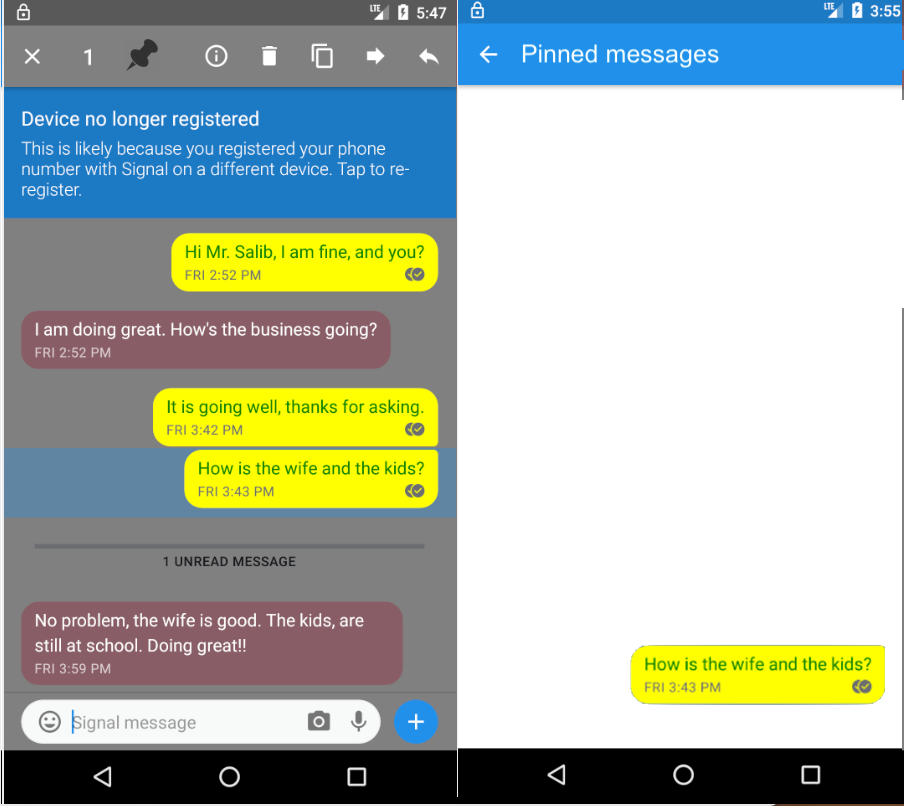 LTE 5:47
1
Device no longer registered
This is likely because you registered your phone
number with Signal on a different device. Tap to re-
register.
Hi Mr. Salib, I am fine, and you?
FRI 2:52 PM
I am doing great. How's the business going?
FRI 2:52 PM
It is going well, thanks for asking.
FRI 3:42 PM
How is the wife and the kids?
FRI 3:43 PM
1 UNREAD MESSAGE
No problem, the wife is good. The kids, are
still at school. Doing great!!
FRI 3:59 PM
Signal message
LTE 3:55
Pinned messages
How is the wife and the kids?
FRI 3:43 PM